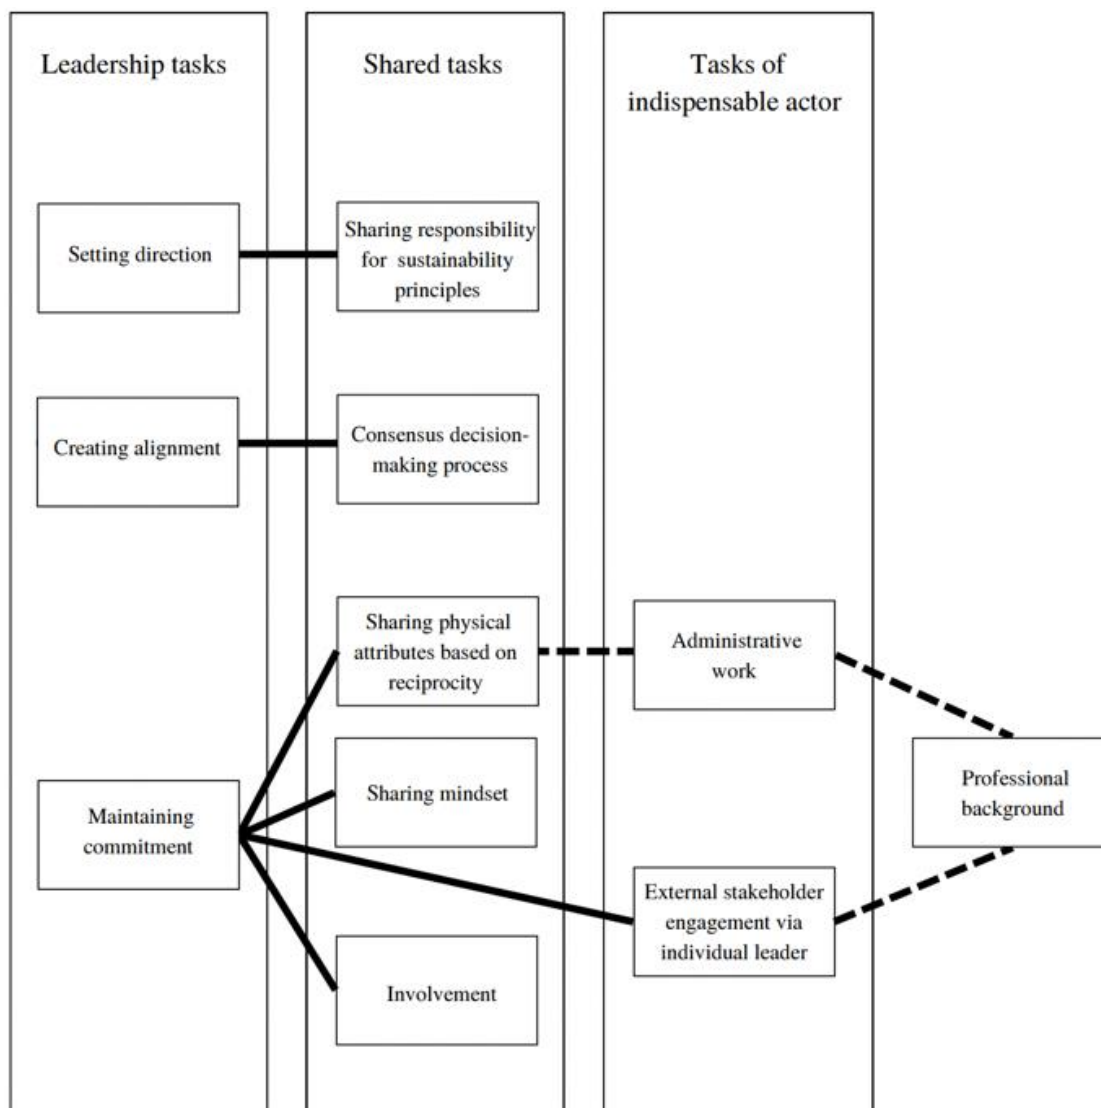 Leadership tasks
Shared tasks
Tasks of
indispensable actor
Setting direction
Sharing responsibility
for sustainability
principles
Creating alignment
Consensus decision-
making process
Sharing physical
attributes based on
reciprocity
Administrative
work
Sharing mindset
Professional
background
Maintaining
commitment
External stakeholder
engagement via
individual leader
Involvement